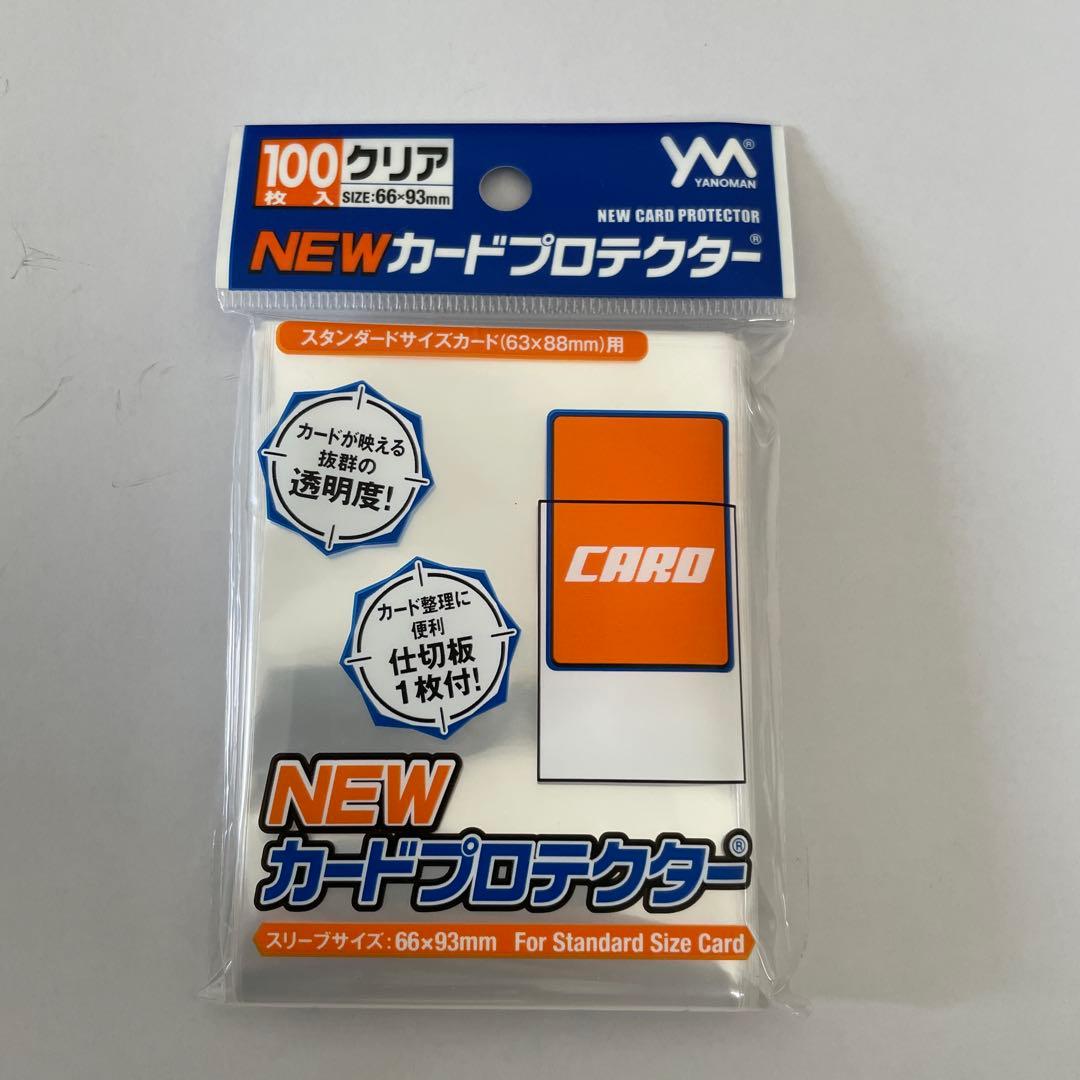 100
枚入
クリア
SIZE:66×93mm
YM®
YANOMAN
NEW CARD PROTECTOR
NEWカードプロテクター®
スタンダードサイズカード(63×88mm)用
カードが映える
抜群の
透明度!
カード整理に
便利
仕切板
1枚付!
CARD
NEW
カードプロテクター®
スリーブサイズ:66×93mm For Standard Size Card